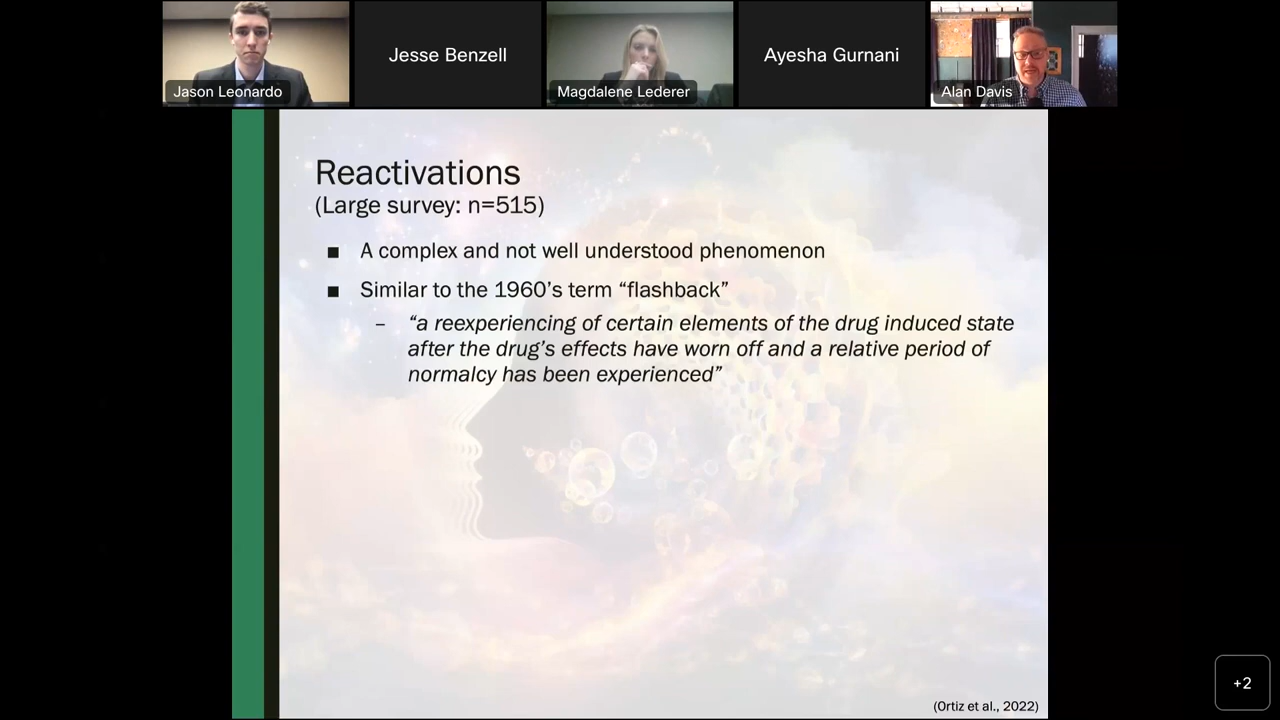 Jason Leonardo
Jesse Benzell
Magdalene Lederer
Ayesha Gurnani
Alan Davis
Reactivations
(Large survey: n=515)
■ A complex and not well understood phenomenon
■ Similar to the 1960’s term “flashback”
– “a reexperiencing of certain elements of the drug induced state
after the drug’s effects have worn off and a relative period of
normalcy has been experienced”
+2
(Ortiz et al., 2022)